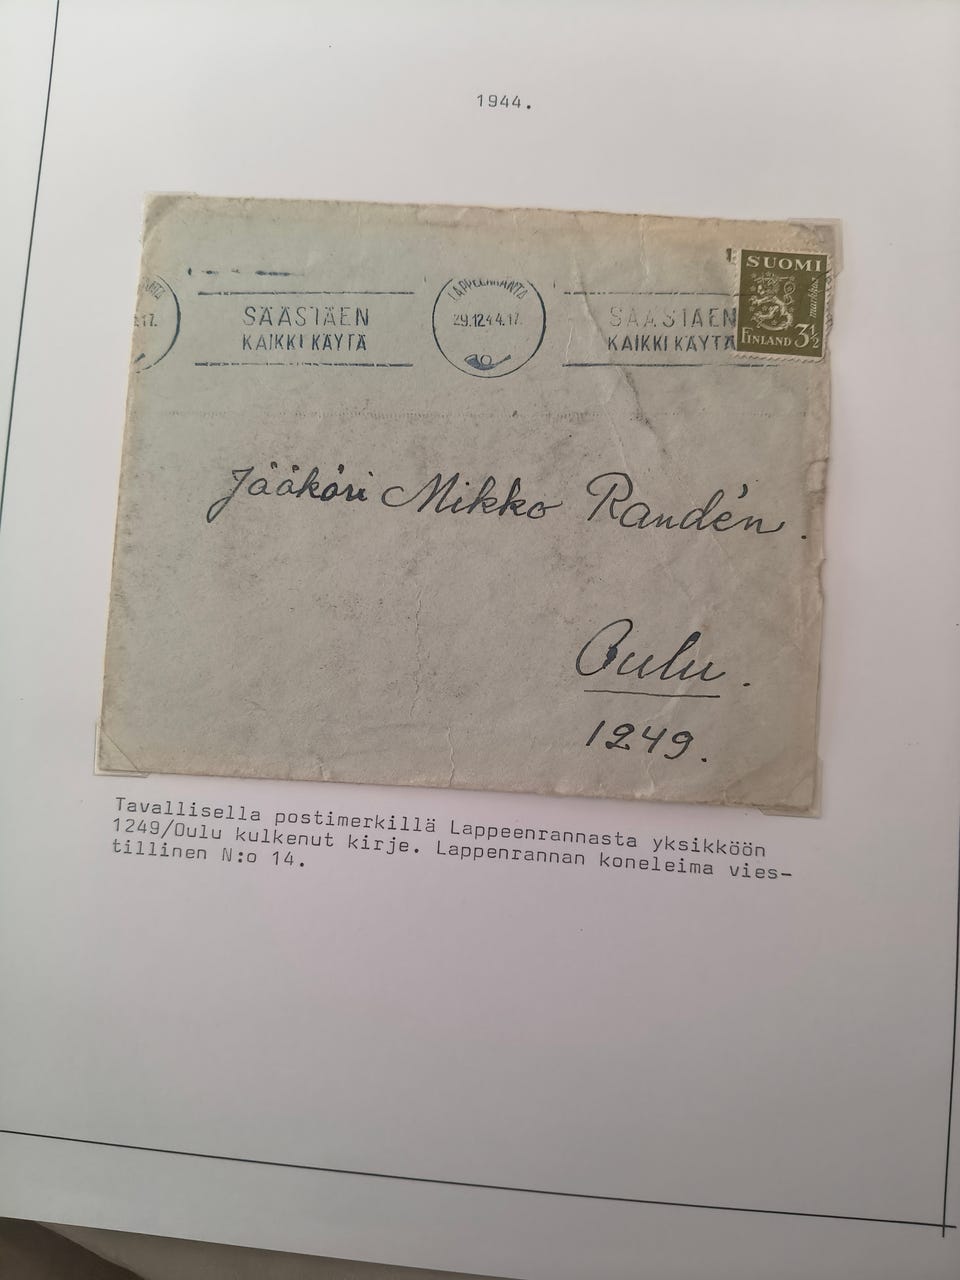 1944.
SUOMI
markkaa
FINLAND 3½
LAPPEENRANTA
29.12.44.17.
SÄÄSTÄEN
KAIKKI KÄYTÄ
SÄÄSTÄEN
KAIKKI KÄYTÄ
Jääkäri Mikko Randén.
Oulu.
1249.
Tavallisella postimerkillä Lappeenrannasta yksikköön
1249/Oulu kulkenut kirje. Lappenrannan koneleima vies-
tillinen N:o 14.